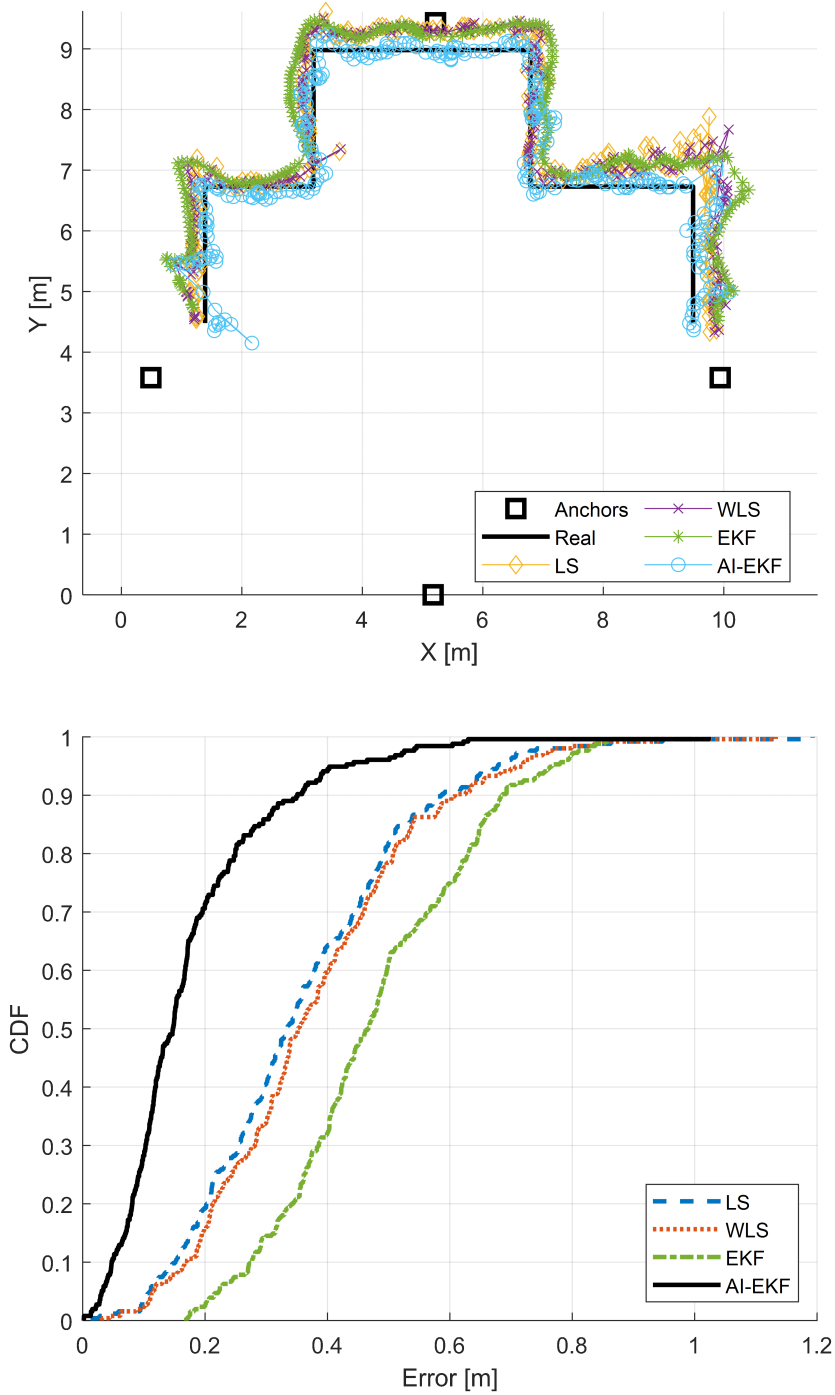 9
8
7
6
5
4
3
2
1
0
Y [m]
0 2 4 6 8 10
X [m]
Anchors WLS
Real EKF
LS AI-EKF
1
0.9
0.8
0.7
0.6
0.5
0.4
0.3
0.2
0.1
0
CDF
0 0.2 0.4 0.6 0.8 1 1.2
Error [m]
LS
WLS
EKF
AI-EKF